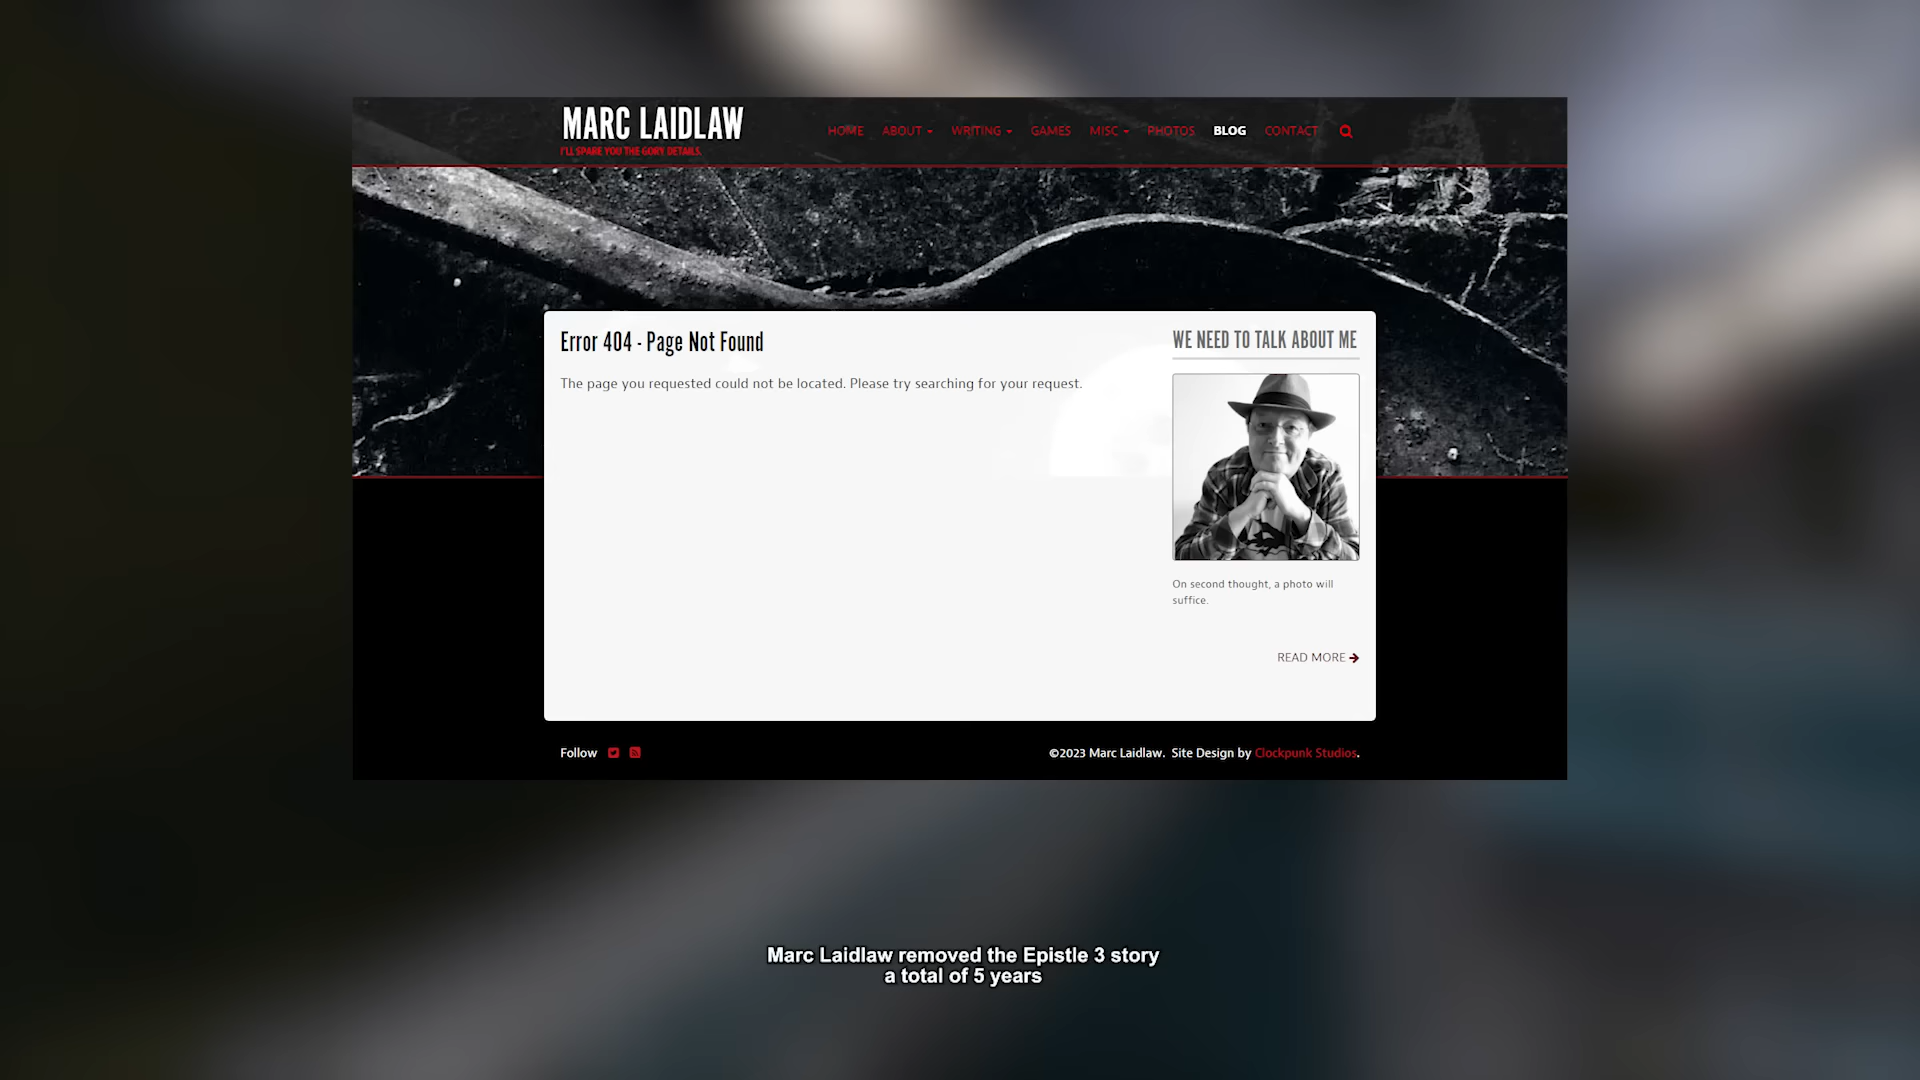 MARC LAIDLAW
I'LL SPARE YOU THE GORY DETAILS.
HOME ABOUT WRITING GAMES MISC PHOTOS BLOG CONTACT
Error 404 - Page Not Found
The page you requested could not be located. Please try searching for your request.
WE NEED TO TALK ABOUT ME
On second thought, a photo will
suffice.
READ MORE
Follow
©2023 Marc Laidlaw. Site Design by Clockpunk Studios.
Marc Laidlaw removed the Epistle 3 story
a total of 5 years